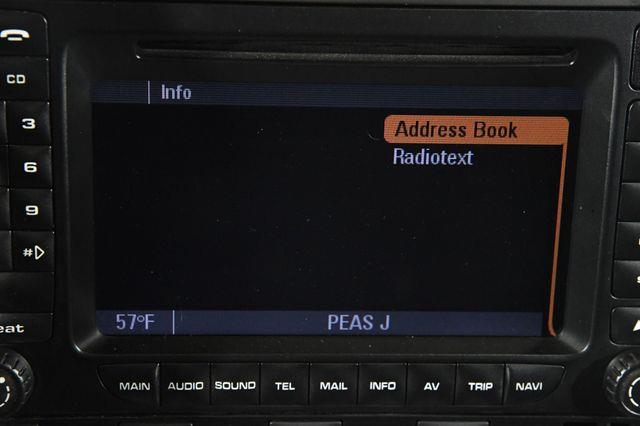 CD
Info
3
Address Book
6
Radiotext
9
#
57°F
PEAS J
eat
MAIN AUDIO SOUND TEL MAIL INFO AV TRIP NAVI